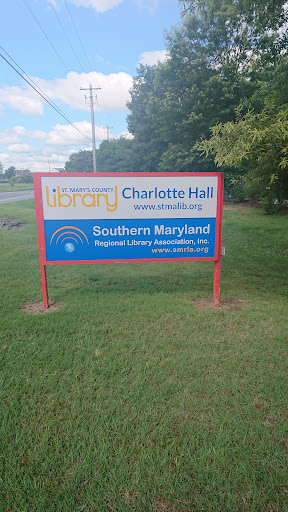 ST. MARY'S COUNTY
library Charlotte Hall
www.stmalib.org
Southern Maryland
Regional Library Association, Inc.
www.smrla.org